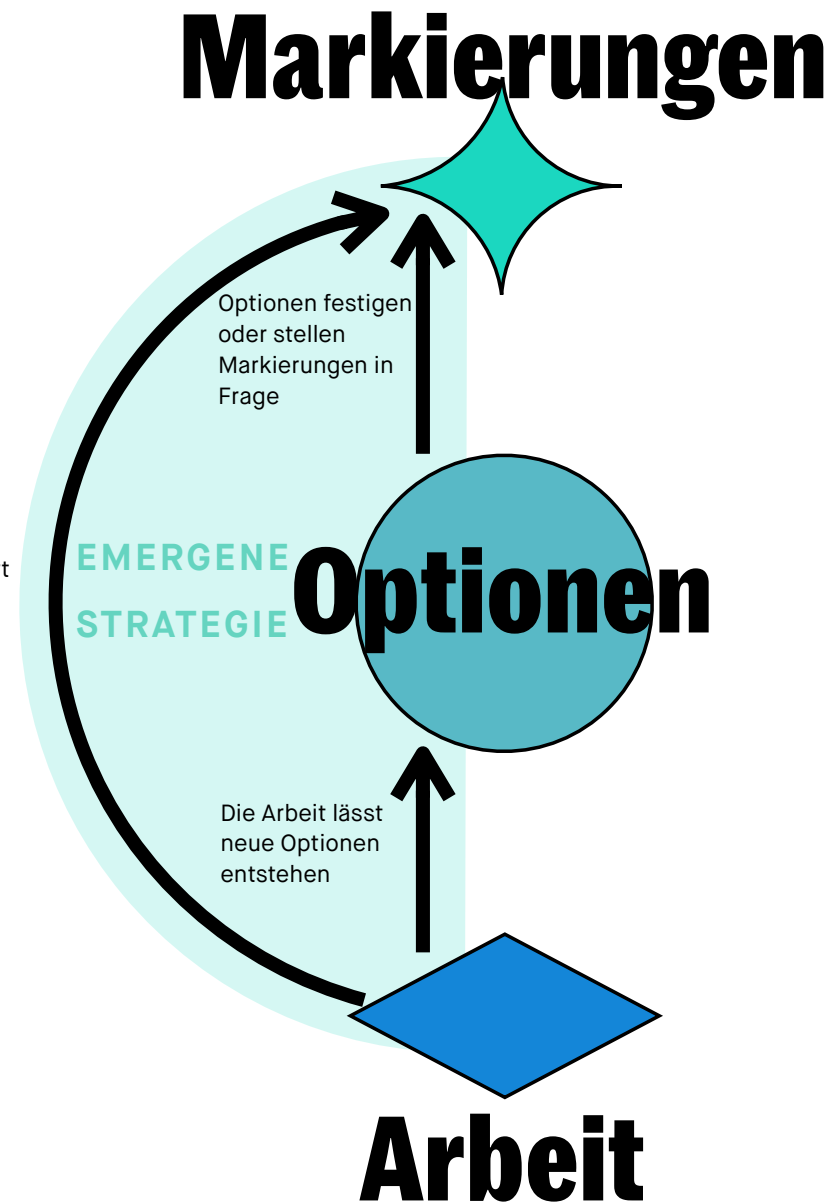 Markierungen
Optionen festigen
oder stellen
Markierungen in
Frage
EMERGENE
STRATEGIE
Optionen
t
Die Arbeit lässt
neue Optionen
entstehen
Arbeit